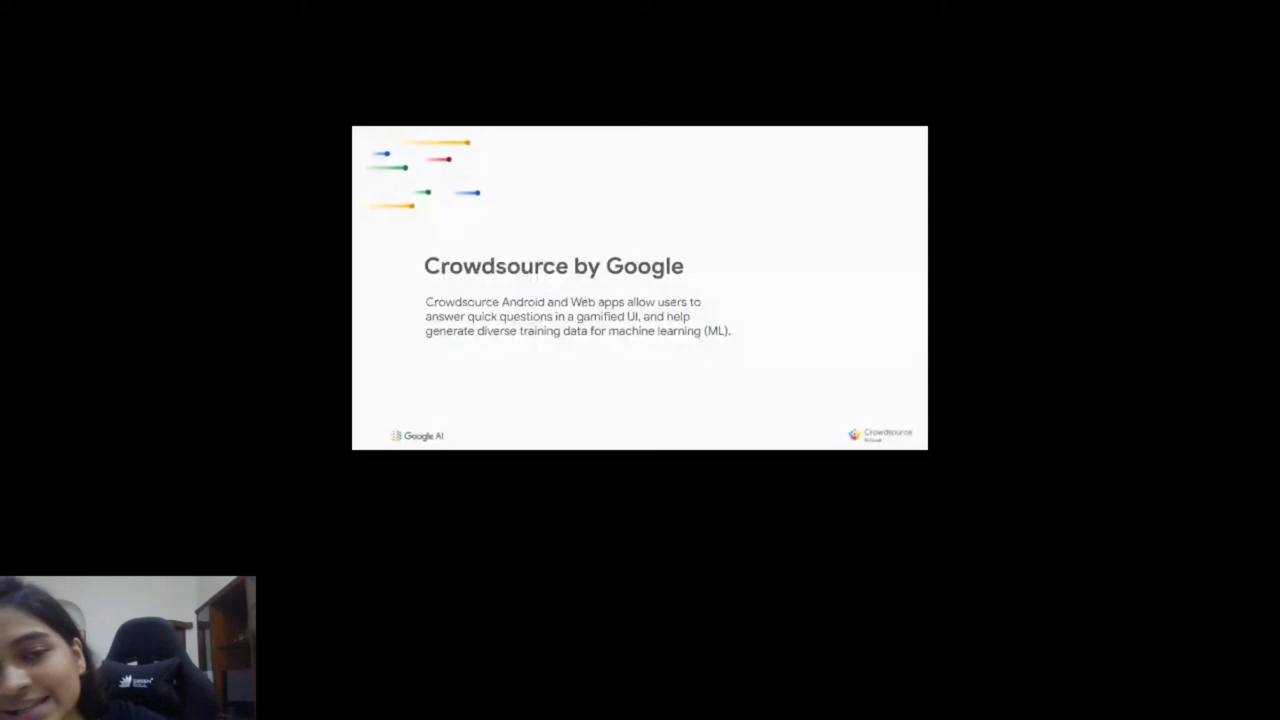 Crowdsource by Google
Crowdsource Android and Web apps allow users to
answer quick questions in a gamified UI, and help
generate diverse training data for machine learning (ML).
Google AI
Crowdsource